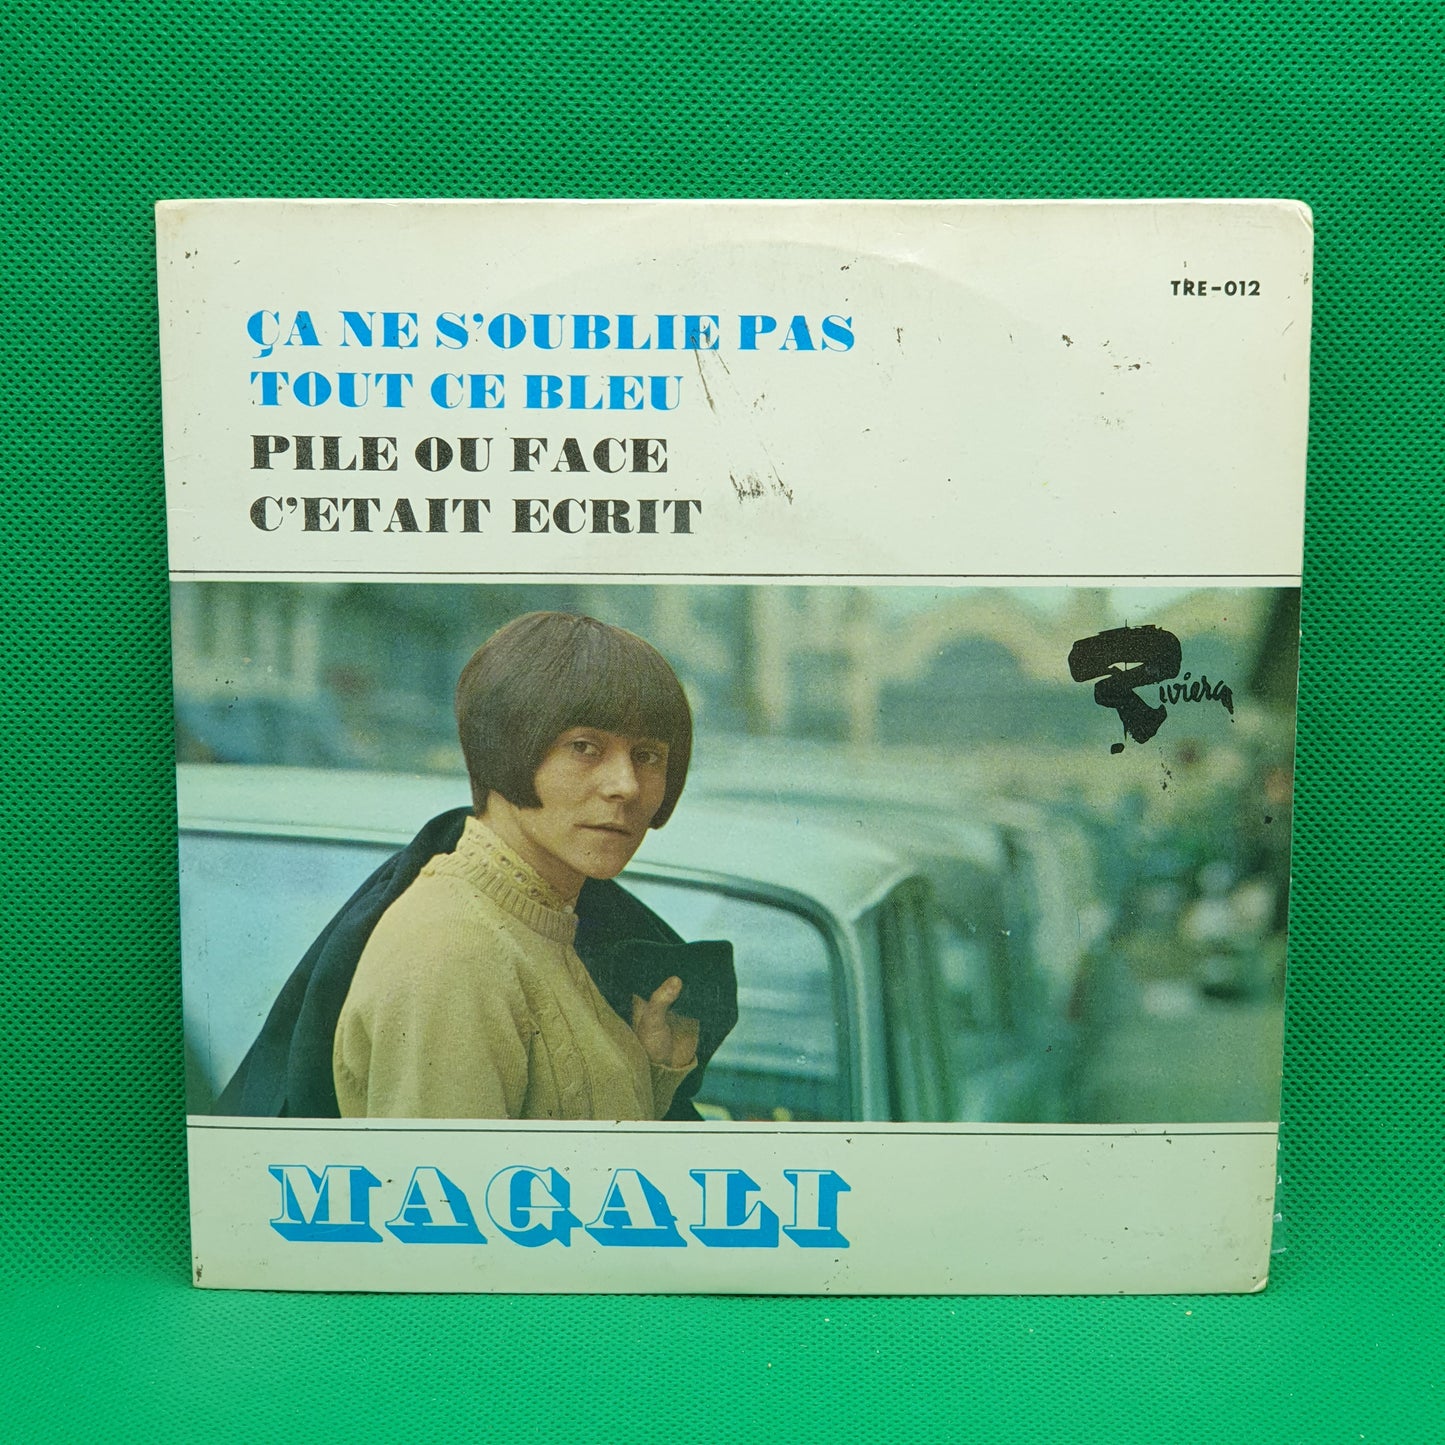 TRE-012
ÇA NE S'OUBLIE PAS
TOUT CE BLEU
PILE OU FACE
C'ETAIT ECRIT
Riviera
MAGALI